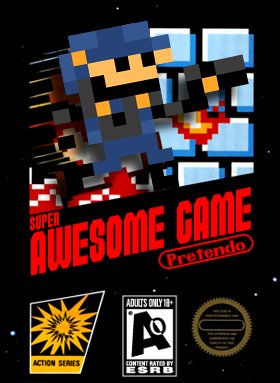 SUPER
AWESOME GAME
Pretendo
ACTION SERIES
ADULTS ONLY 18+
AO
CONTENT RATED BY
ESRB